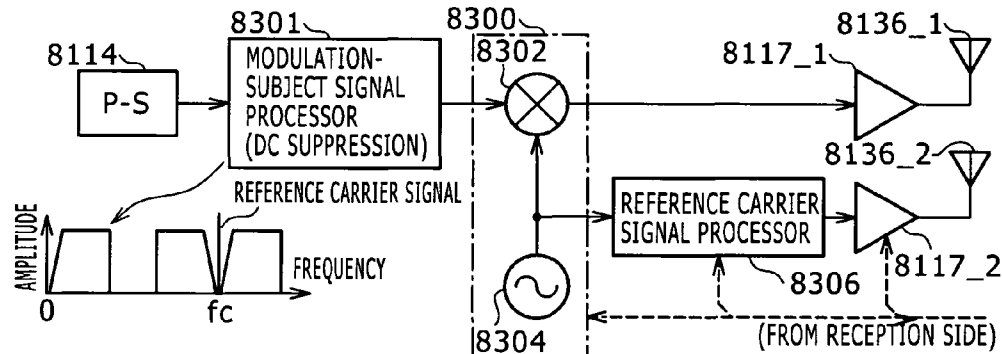 8301
8300
8136_1
8114
MODULATION-
SUBJECT SIGNAL
PROCESSOR
(DC SUPPRESSION)
8302
8117_1
P-S
8136_2
REFERENCE CARRIER SIGNAL
REFERENCE CARRIER
SIGNAL PROCESSOR
AMPLITUDE
FREQUENCY
0
fc
8304
8306
8117_2
(FROM RECEPTION SIDE)